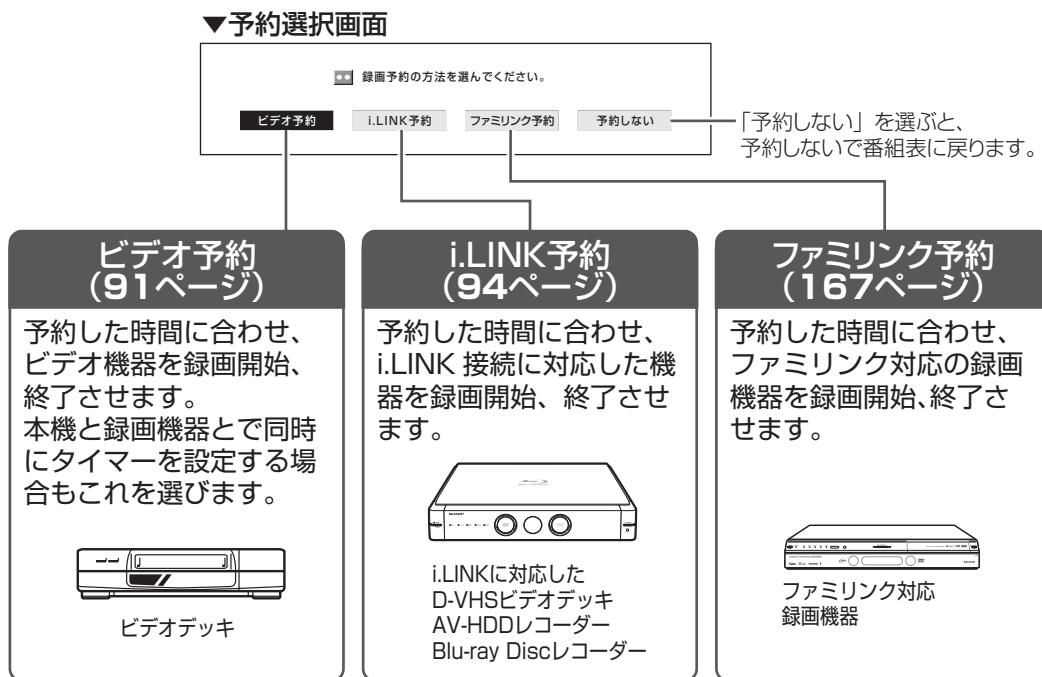 ▼予約選択画面
録画予約の方法を選んでください。
ビデオ予約
i.LINK予約
ファミリンク予約
予約しない
「予約しない」を選ぶと、
予約しないで番組表に戻ります。
ビデオ予約
（91ページ）
予約した時間に合わせ、
ビデオ機器を録画開始、
終了させます。
本機と録画機器とで同時
にタイマーを設定する場
合もこれを選びます。
ビデオデッキ
i.LINK予約
（94ページ）
予約した時間に合わせ、
i.LINK 接続に対応した機
器を録画開始、終了させ
ます。
i.LINKに対応した
D-VHSビデオデッキ
AV-HDDレコーダー
Blu-ray Discレコーダー
ファミリンク予約
（167ページ）
予約した時間に合わせ、
ファミリンク対応の録画
機器を録画開始、終了さ
せます。
ファミリンク対応
録画機器